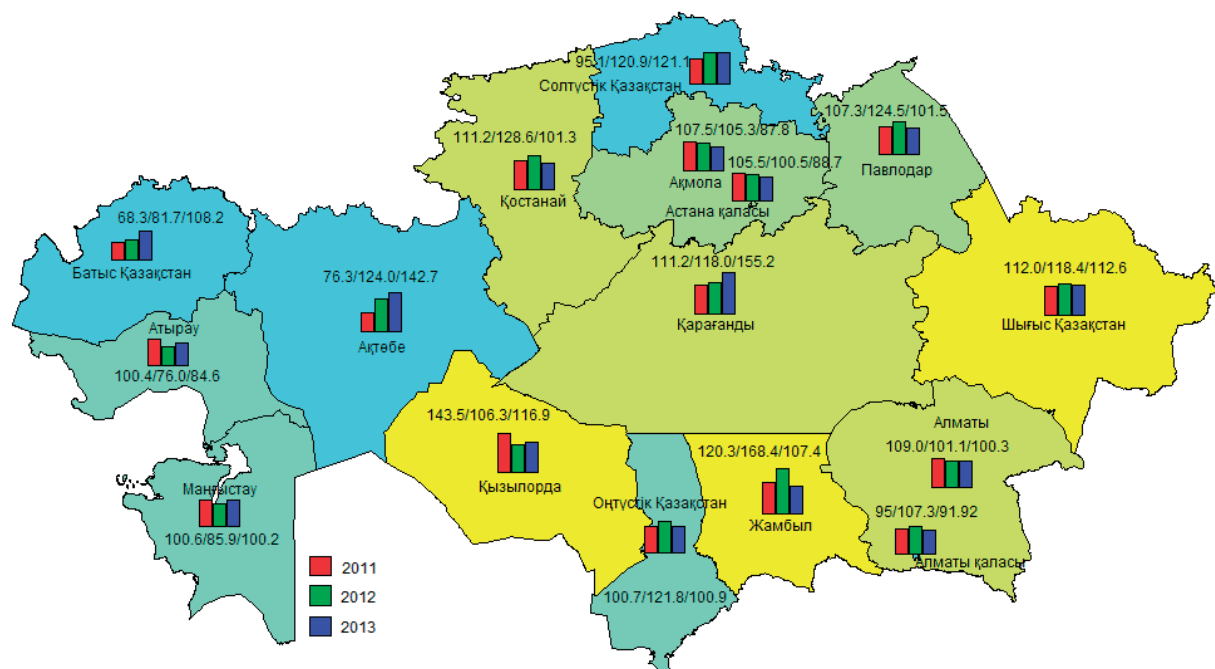 95.1/120.9/121.1
Солтүстік Қазақстан
107.3/124.5/101.5
Павлодар
111.2/128.6/101.3
Қостанай
107.5/105.3/87.8
Ақмола
105.5/100.5/88.7
Астана қаласы
68.3/81.7/108.2
Батыс Қазақстан
76.3/124.0/142.7
Ақтөбе
111.2/118.0/155.2
Қарағанды
112.0/118.4/112.6
Шығыс Қазақстан
Атырау
100.4/76.0/84.6
143.5/106.3/116.9
Қызылорда
Оңтүстік Қазақстан
100.7/121.8/100.9
120.3/168.4/107.4
Жамбыл
Алматы
109.0/101.1/100.3
95/107.3/91.92
Алматы қаласы
Маңғыстау
100.6/85.9/100.2
2011
2012
2013